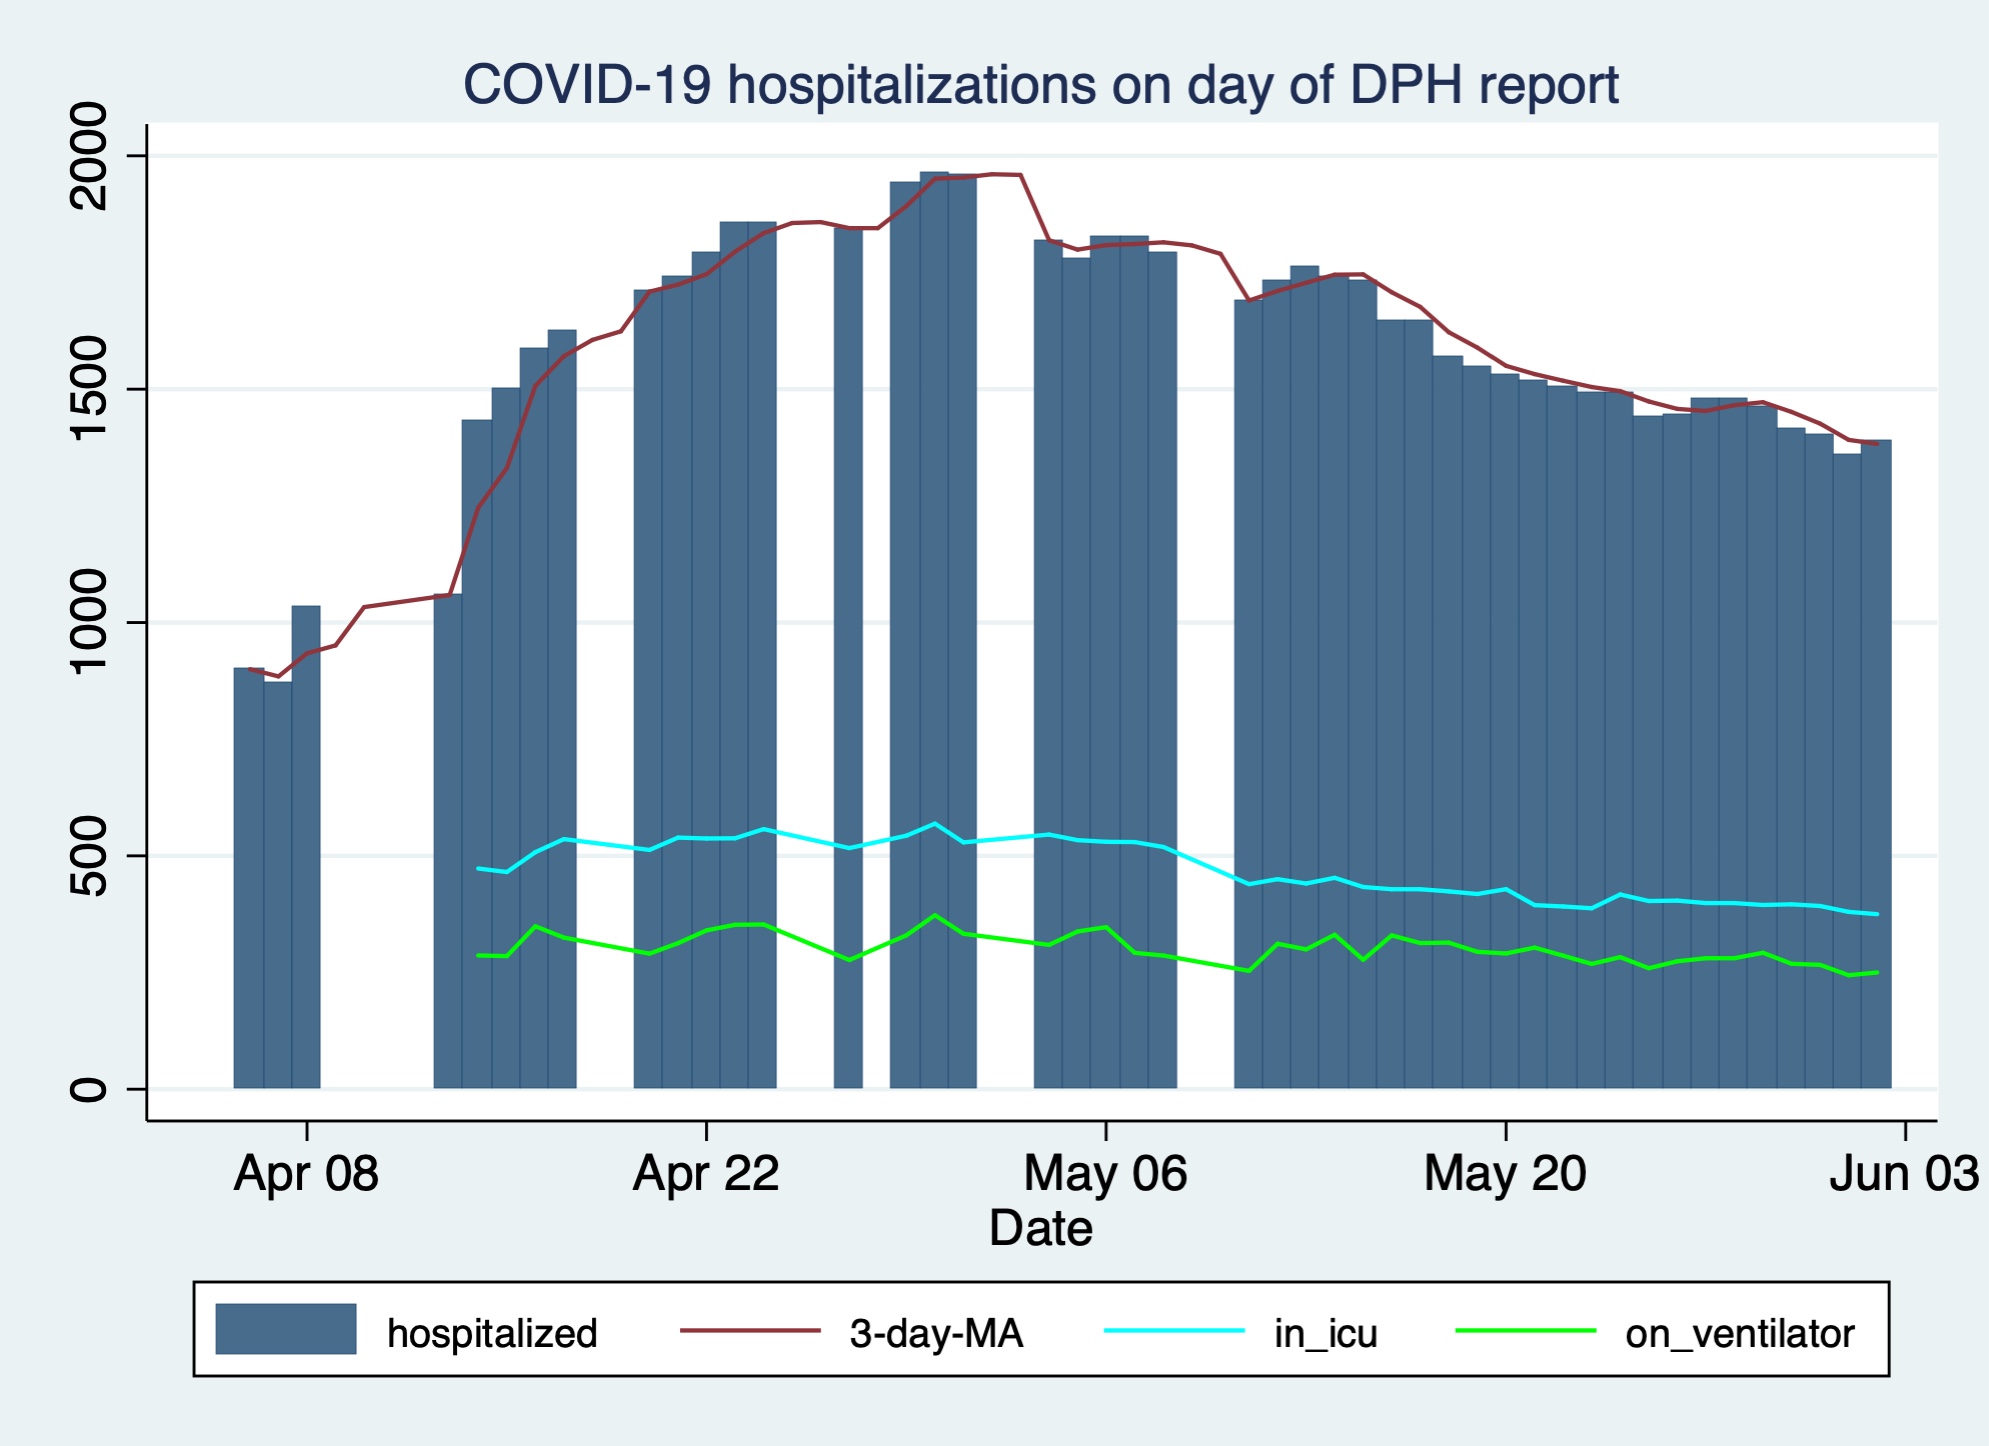 COVID-19 hospitalizations on day of DPH report
2000
1500
1000
500
0
Apr 08 Apr 22 May 06 May 20 Jun 03
Date
hospitalized 3-day-MA in_icu on_ventilator